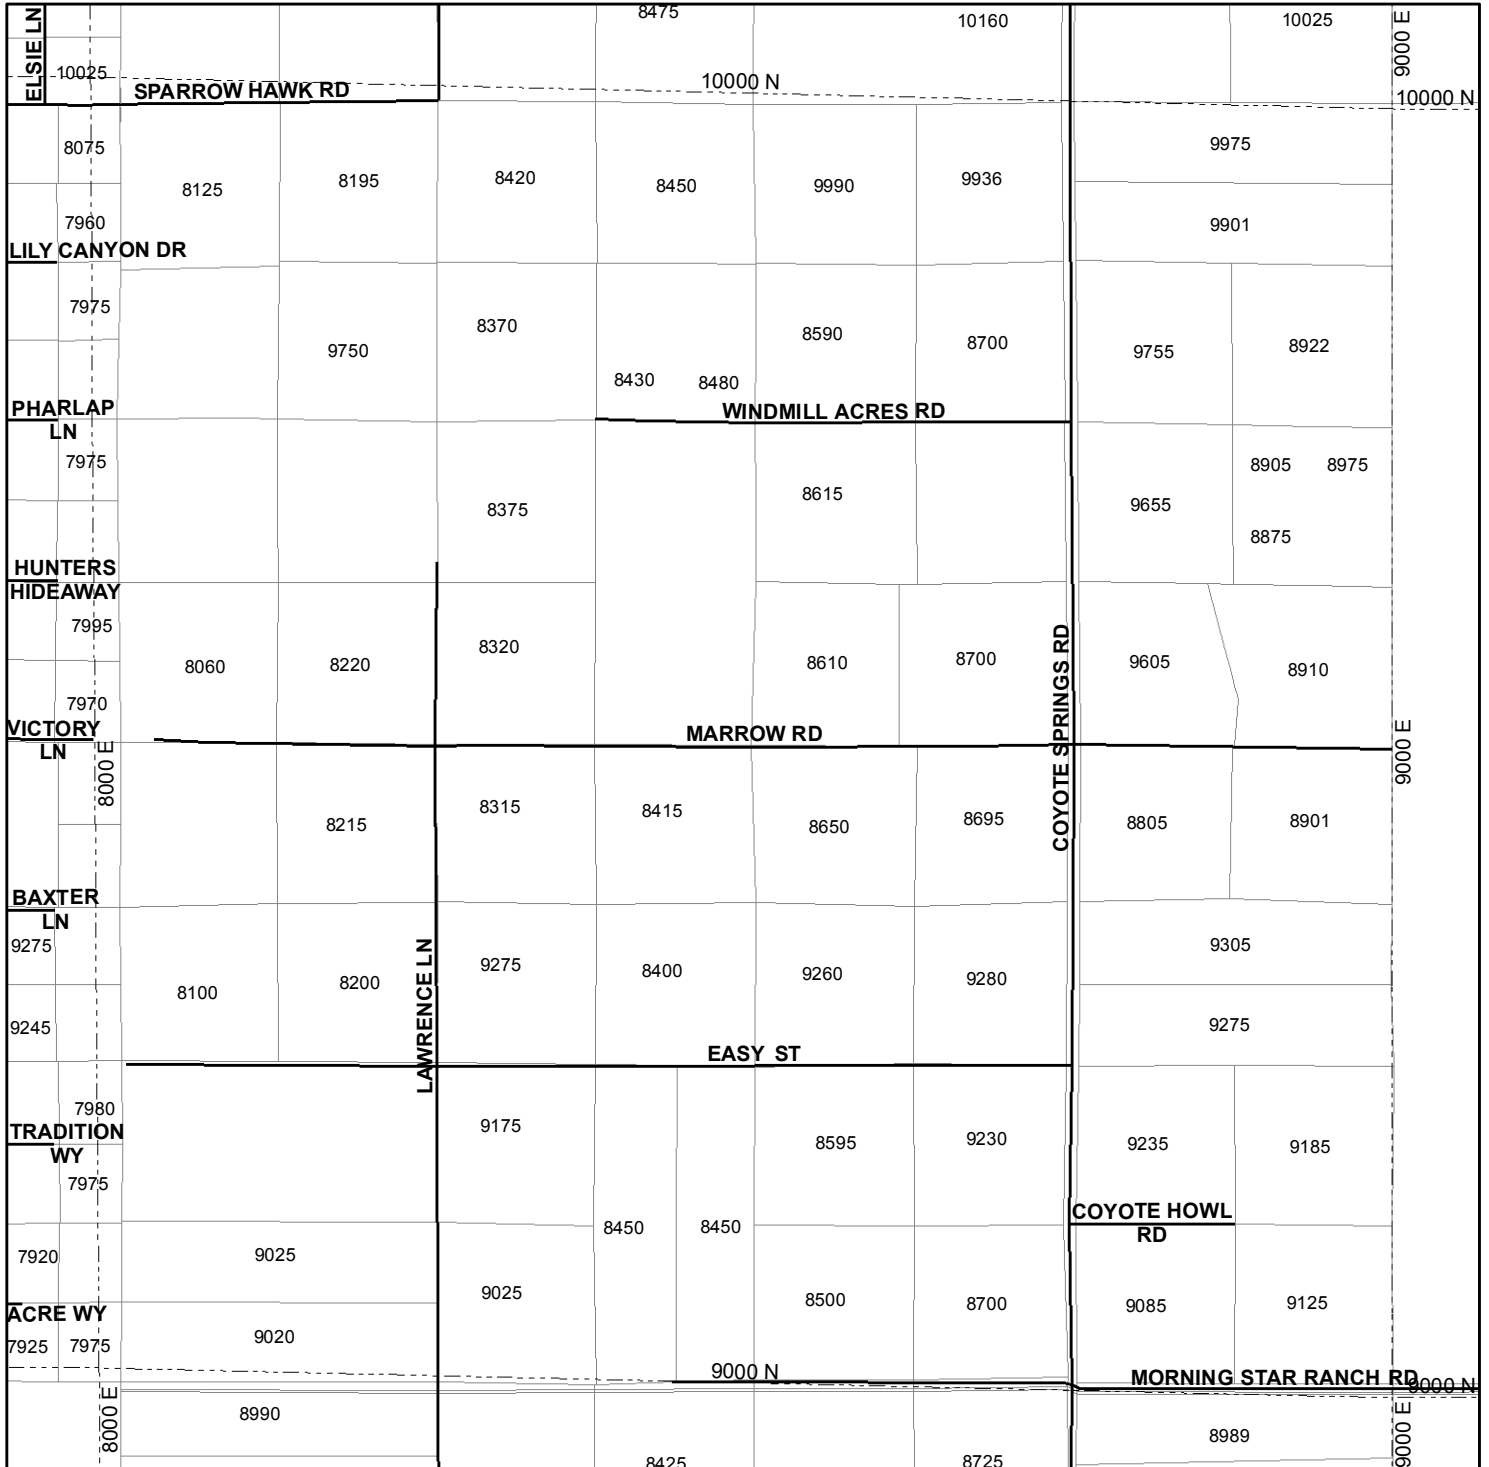 ELSIE LN
8475
10160
10025
9000 E
10025
SPARROW HAWK RD
10000 N
10000 N
8075
8125
8195
8420
8450
9990
9936
9975
7960
9901
LILY CANYON DR
7975
9750
8370
8430
8480
8590
8700
9755
8922
PHARLAP
LN
WINDMILL ACRES RD
7975
8375
8615
9655
8905
8975
8875
HUNTERS
HIDEAWAY
7995
8060
8220
8320
8610
8700
COYOTE SPRINGS RD
9605
8910
7970
VICTORY
LN
8000 E
MARROW RD
9000 E
8215
8315
8415
8650
8695
8805
8901
BAXTER
LN
9275
8100
8200
LAWRENCE LN
9275
8400
9260
9280
9305
9245
9275
EASY ST
7980
TRADITION
WY
7975
9175
8595
9230
9235
9185
8450
8450
COYOTE HOWL
RD
7920
9025
9025
8500
8700
9085
9125
ACRE WY
7925
7975
9020
9000 N
MORNING STAR RANCH RD
9000 N
8000 E
8990
8425
8725
8989
9000 E